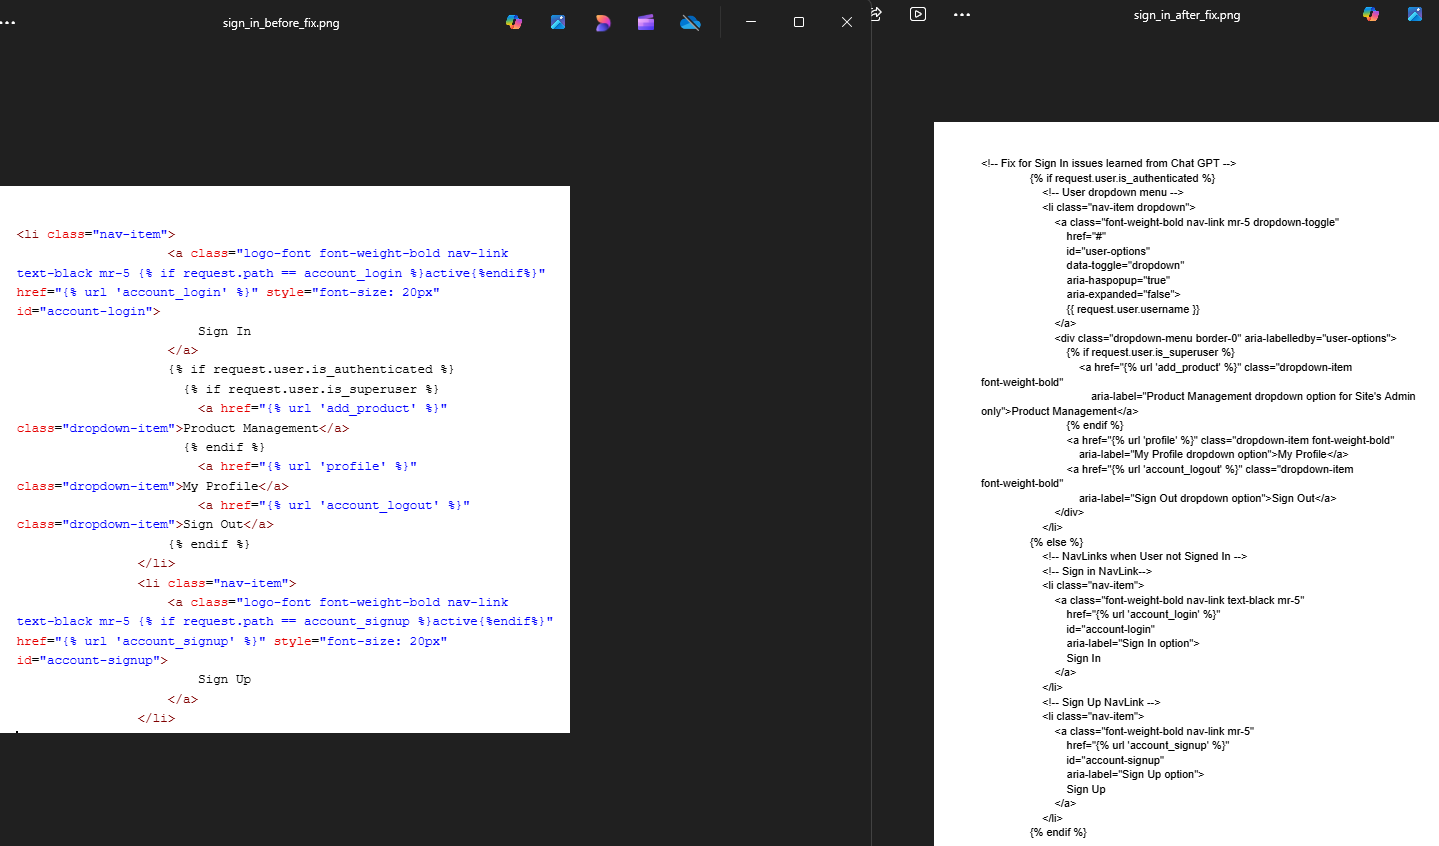 sign_in_before_fix.png
<li class="nav-item">
<a class="logo-font font-weight-bold nav-link
text-black mr-5 {% if request.path == account_login %}active{%endif%}"
href="{% url 'account_login' %}" style="font-size: 20px"
id="account-login">
Sign In
</a>
{% if request.user.is_authenticated %}
{% if request.user.is_superuser %}
<a href="{% url 'add_product' %}"
class="dropdown-item">Product Management</a>
{% endif %}
<a href="{% url 'profile' %}"
class="dropdown-item">My Profile</a>
<a href="{% url 'account_logout' %}"
class="dropdown-item">Sign Out</a>
{% endif %}
</li>
<li class="nav-item">
<a class="logo-font font-weight-bold nav-link
text-black mr-5 {% if request.path == account_signup %}active{%endif%}"
href="{% url 'account_signup' %}" style="font-size: 20px"
id="account-signup">
Sign Up
</a>
</li>
sign_in_after_fix.png
<!-- Fix for Sign In issues learned from Chat GPT -->
{% if request.user.is_authenticated %}
<!-- User dropdown menu -->
<li class="nav-item dropdown">
<a class="font-weight-bold nav-link mr-5 dropdown-toggle"
href="#"
id="user-options"
data-toggle="dropdown"
aria-haspopup="true"
aria-expanded="false">
{{ request.user.username }}
</a>
<div class="dropdown-menu border-0" aria-labelledby="user-options">
{% if request.user.is_superuser %}
<a href="{% url 'add_product' %}" class="dropdown-item
font-weight-bold"
aria-label="Product Management dropdown option for Site's Admin
only">Product Management</a>
{% endif %}
<a href="{% url 'profile' %}" class="dropdown-item font-weight-bold"
aria-label="My Profile dropdown option">My Profile</a>
<a href="{% url 'account_logout' %}" class="dropdown-item
font-weight-bold"
aria-label="Sign Out dropdown option">Sign Out</a>
</div>
</li>
{% else %}
<!-- NavLinks when User not Signed In -->
<!-- Sign in NavLink-->
<li class="nav-item">
<a class="font-weight-bold nav-link text-black mr-5"
href="{% url 'account_login' %}"
id="account-login"
aria-label="Sign In option">
Sign In
</a>
</li>
<!-- Sign Up NavLink -->
<li class="nav-item">
<a class="font-weight-bold nav-link mr-5"
href="{% url 'account_signup' %}"
id="account-signup"
aria-label="Sign Up option">
Sign Up
</a>
</li>
{% endif %}